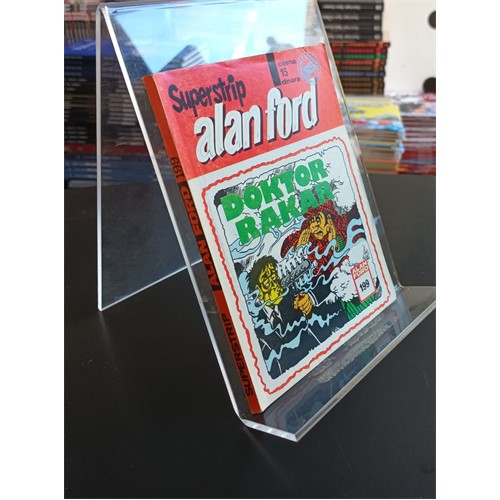 Superstrip
cijena
15
dinara
alan ford
DOKTOR
RAKAR
alan
ford
199
SUPERSTRIP ALAN FORD 199